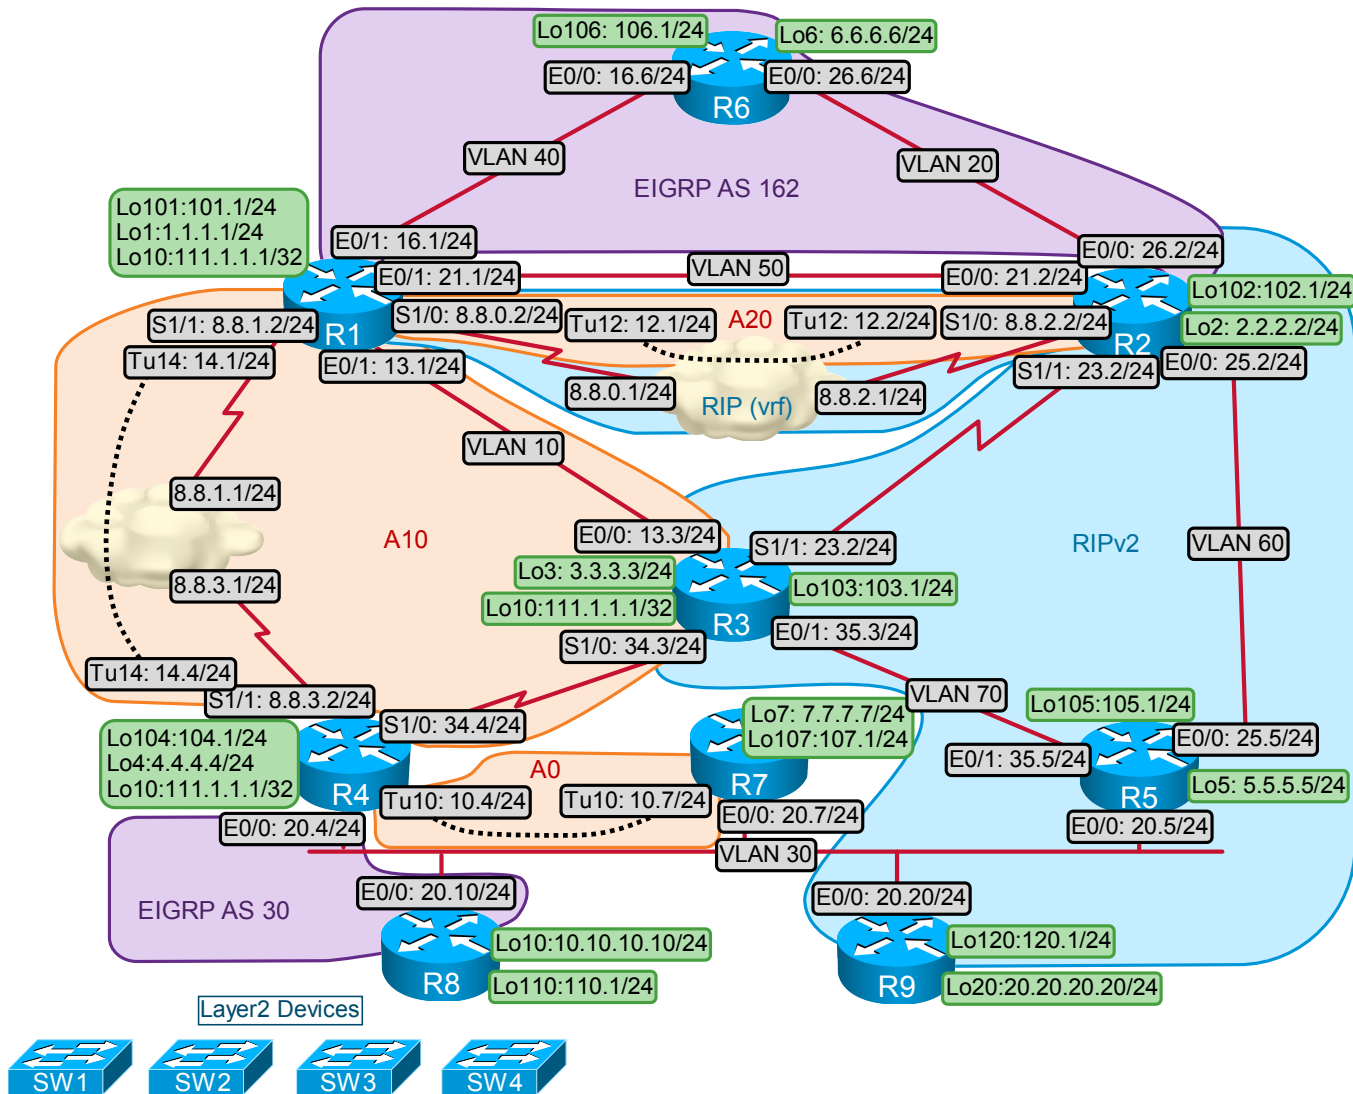 Lo106: 106.1/24
Lo6: 6.6.6.6/24
E0/0: 16.6/24
E0/0: 26.6/24
R6
VLAN 40
VLAN 20
EIGRP AS 162
Lo101:101.1/24
Lo1:1.1.1.1/24
Lo10:111.1.1.1/32
E0/1: 16.1/24
E0/0: 26.2/24
E0/1: 21.1/24
VLAN 50
E0/0: 21.2/24
Lo102:102.1/24
S1/1: 8.8.1.2/24
R1
S1/0: 8.8.0.2/24
Tu12: 12.1/24
A20
Tu12: 12.2/24
S1/0: 8.8.2.2/24
R2
Lo2: 2.2.2.2/24
Tu14: 14.1/24
E0/1: 13.1/24
S1/1: 23.2/24
E0/0: 25.2/24
8.8.0.1/24
RIP (vrf)
8.8.2.1/24
VLAN 10
8.8.1.1/24
A10
E0/0: 13.3/24
S1/1: 23.2/24
RIPv2
VLAN 60
8.8.3.1/24
Lo3: 3.3.3.3/24
Lo103:103.1/24
Lo10:111.1.1.1/32
R3
S1/0: 34.3/24
E0/1: 35.3/24
Tu14: 14.4/24
S1/1: 8.8.3.2/24
S1/0: 34.4/24
VLAN 70
Lo105:105.1/24
Lo104:104.1/24
Lo4:4.4.4.4/24
Lo10:111.1.1.1/32
R4
A0
Lo7: 7.7.7.7/24
Lo107:107.1/24
R7
E0/1: 35.5/24
E0/0: 25.5/24
R5
Lo5: 5.5.5.5/24
Tu10: 10.4/24
Tu10: 10.7/24
E0/0: 20.4/24
E0/0: 20.7/24
E0/0: 20.5/24
VLAN 30
E0/0: 20.10/24
E0/0: 20.20/24
EIGRP AS 30
Lo10:10.10.10.10/24
R8
Lo110:110.1/24
Lo120:120.1/24
R9
Lo20:20.20.20.20/24
Layer2 Devices
SW1
SW2
SW3
SW4